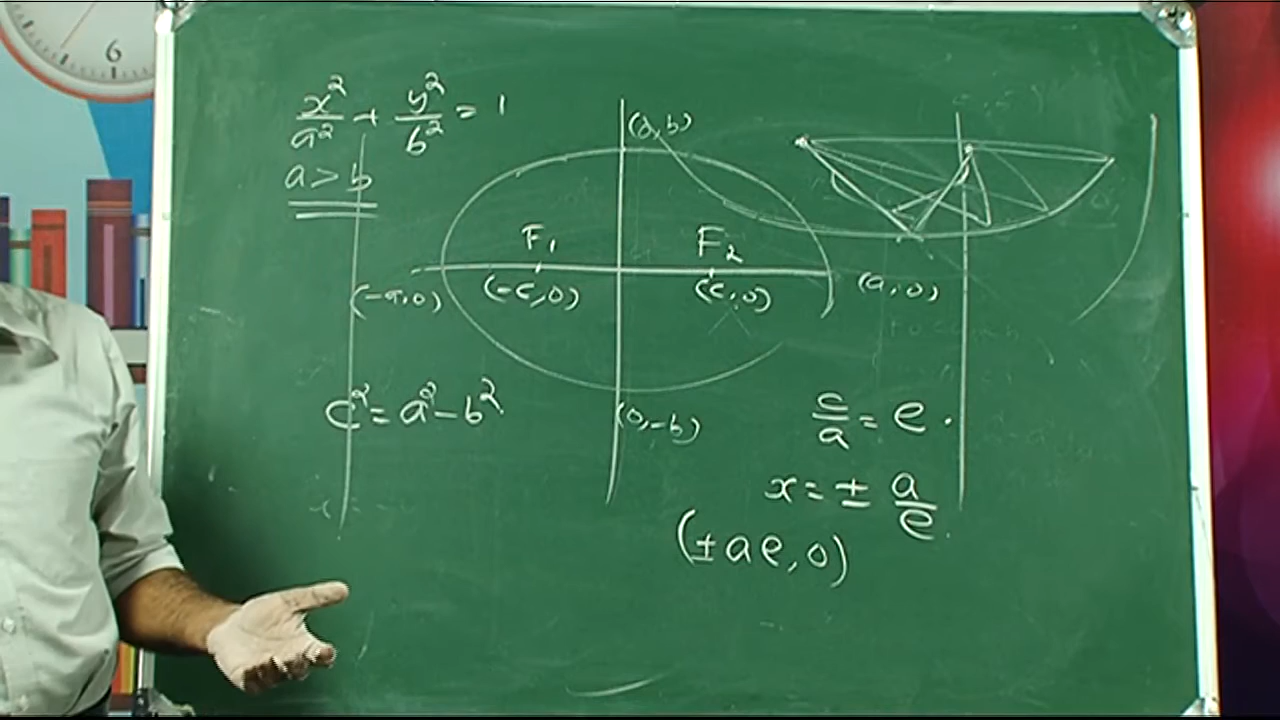 6
x²/a² + y²/b² = 1
a > b
(0, b)
F₁
F₂
(-a, 0)
(-c, 0)
(c, 0)
(a, 0)
c² = a² - b²
(0, -b)
c/a = e.
x = ± a/e.
(± ae, 0)